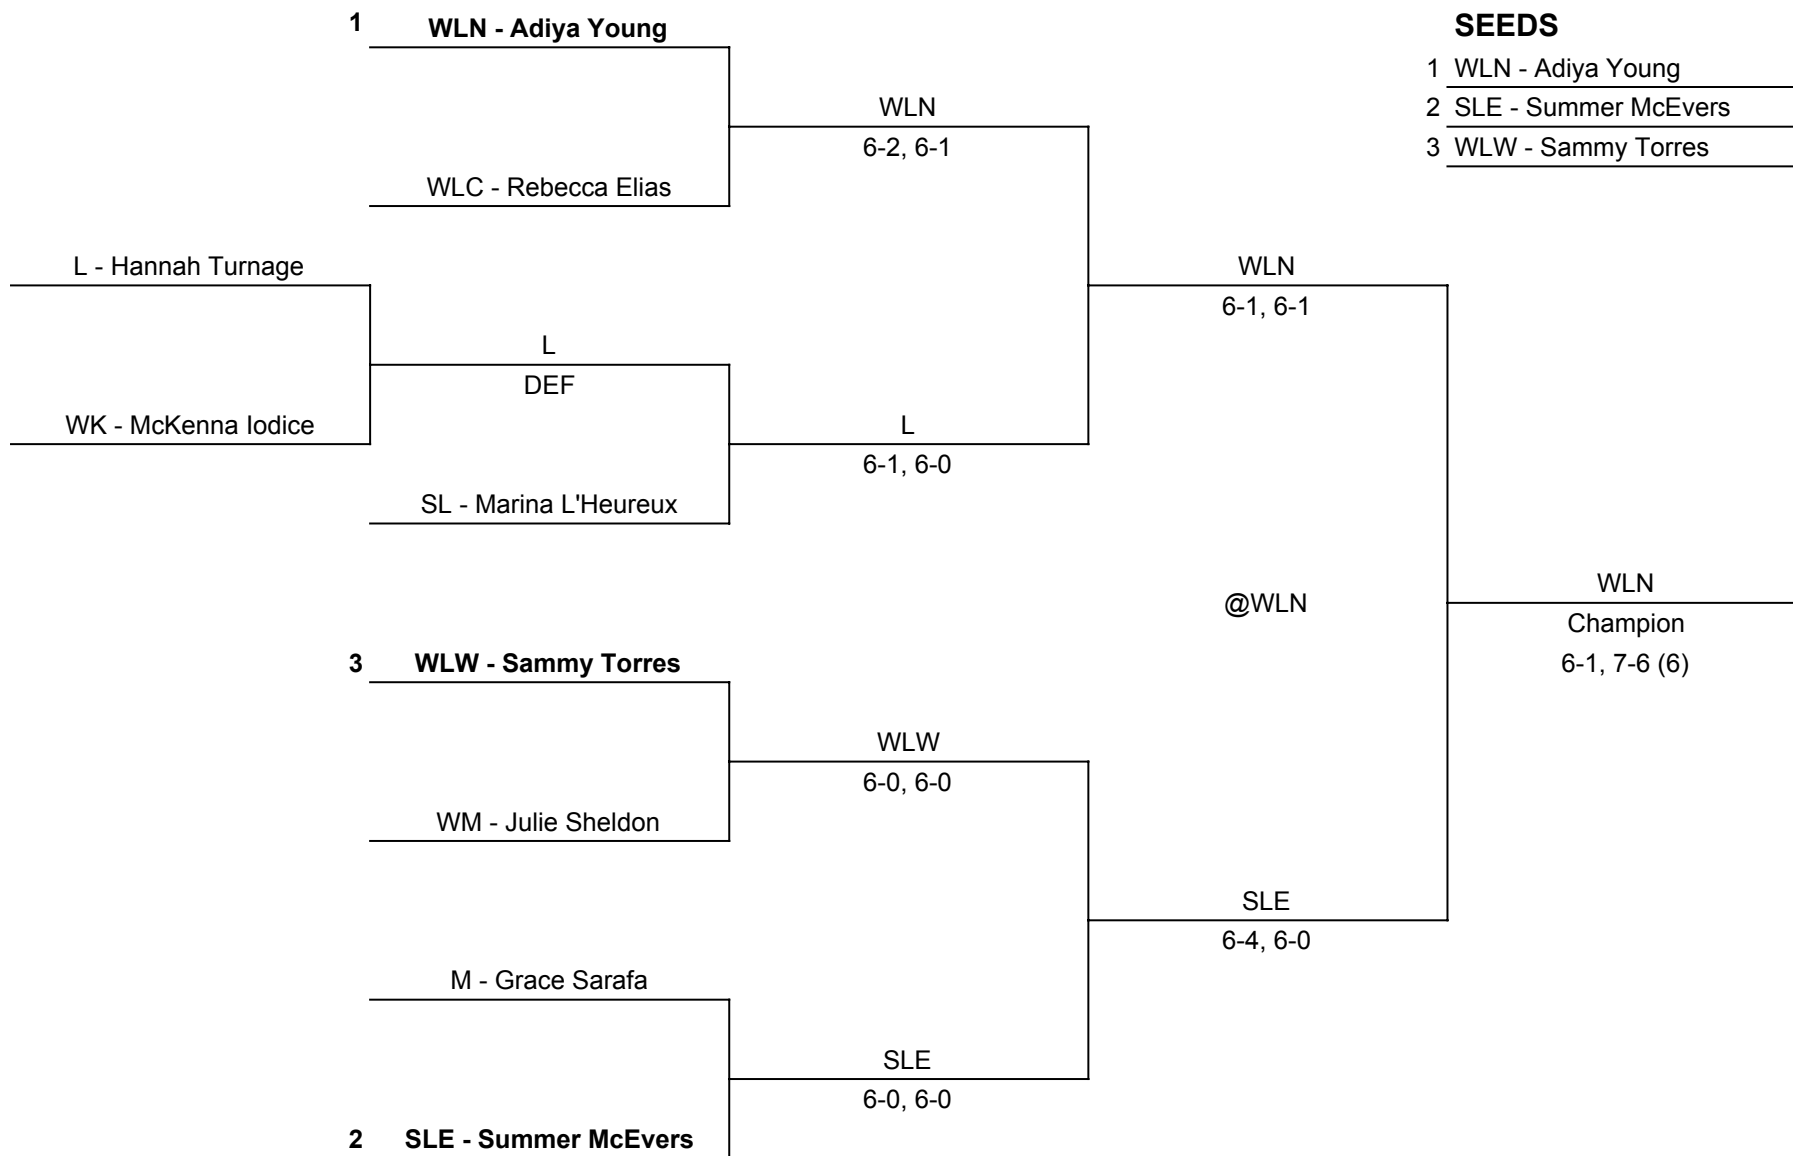 1 WLN - Adiya Young
SEEDS
1 WLN - Adiya Young
2 SLE - Summer McEvers
3 WLW - Sammy Torres
WLN
6-2, 6-1
WLC - Rebecca Elias
L - Hannah Turnage
WLN
6-1, 6-1
L
DEF
WK - McKenna Iodice
L
6-1, 6-0
SL - Marina L'Heureux
@WLN
WLN
Champion
6-1, 7-6 (6)
3 WLW - Sammy Torres
WLW
6-0, 6-0
WM - Julie Sheldon
SLE
6-4, 6-0
M - Grace Sarafa
SLE
6-0, 6-0
2 SLE - Summer McEvers